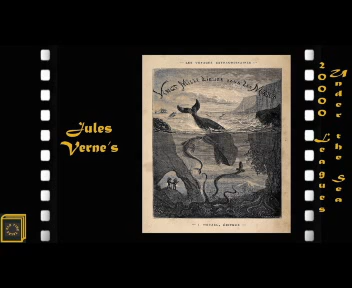 Jules
Verne's
LES VOYAGES EXTRAORDINAIRES
VINGT MILLE LIEUES SOUS LES MERS
J. HETZEL, ÉDITEUR
20000 Leagues
Under the Sea